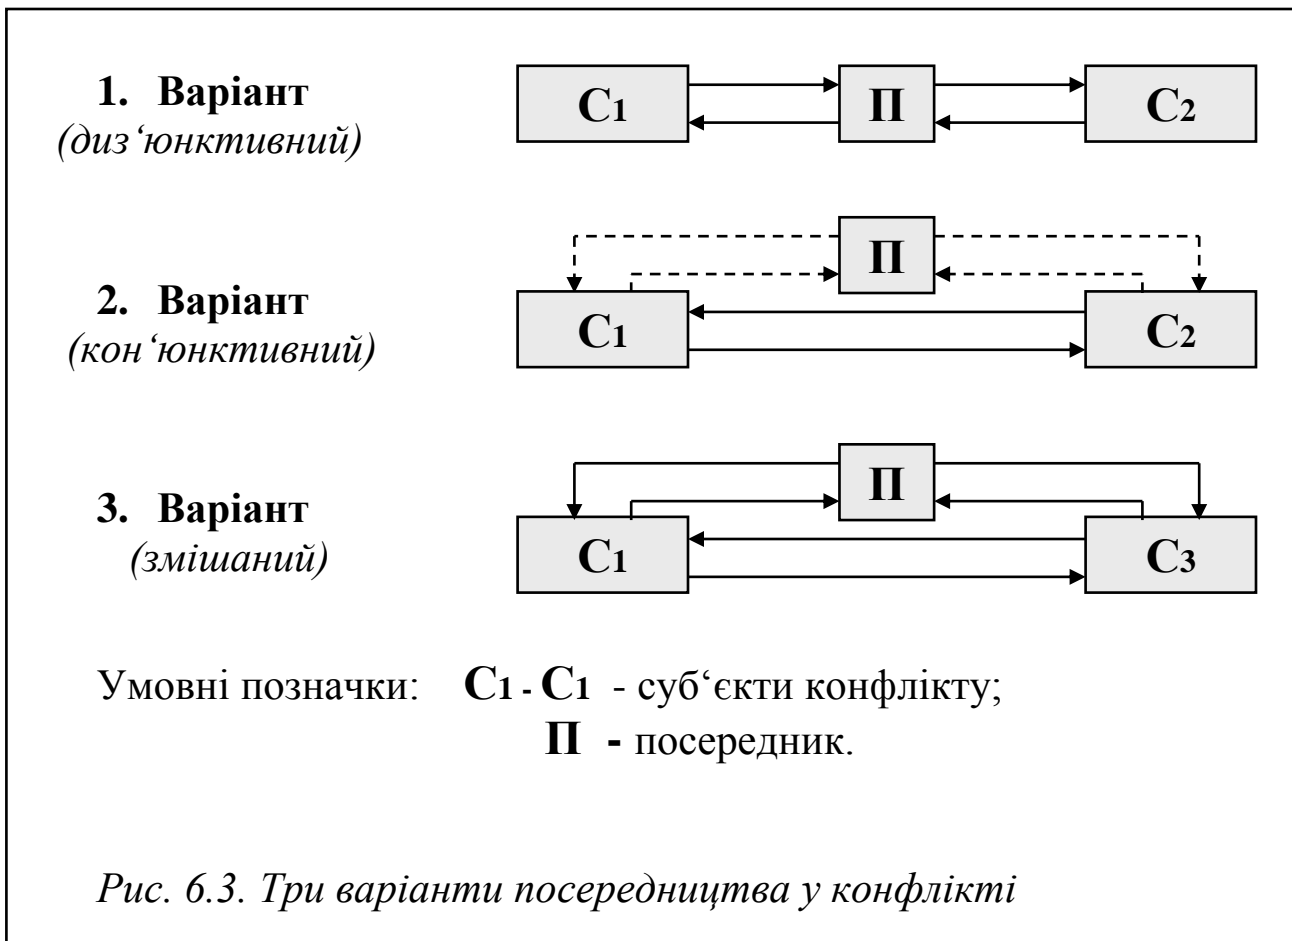 1. Варіант
(диз‘юнктивний)
С1 П С2
П
2. Варіант
(кон‘юнктивний)
С1 С2
П
3. Варіант
(змішаний)
С1 С3
Умовні позначки: С1 - С1 - суб‘єкти конфлікту;
П - посередник.
Рис. 6.3. Три варіанти посередництва у конфлікті